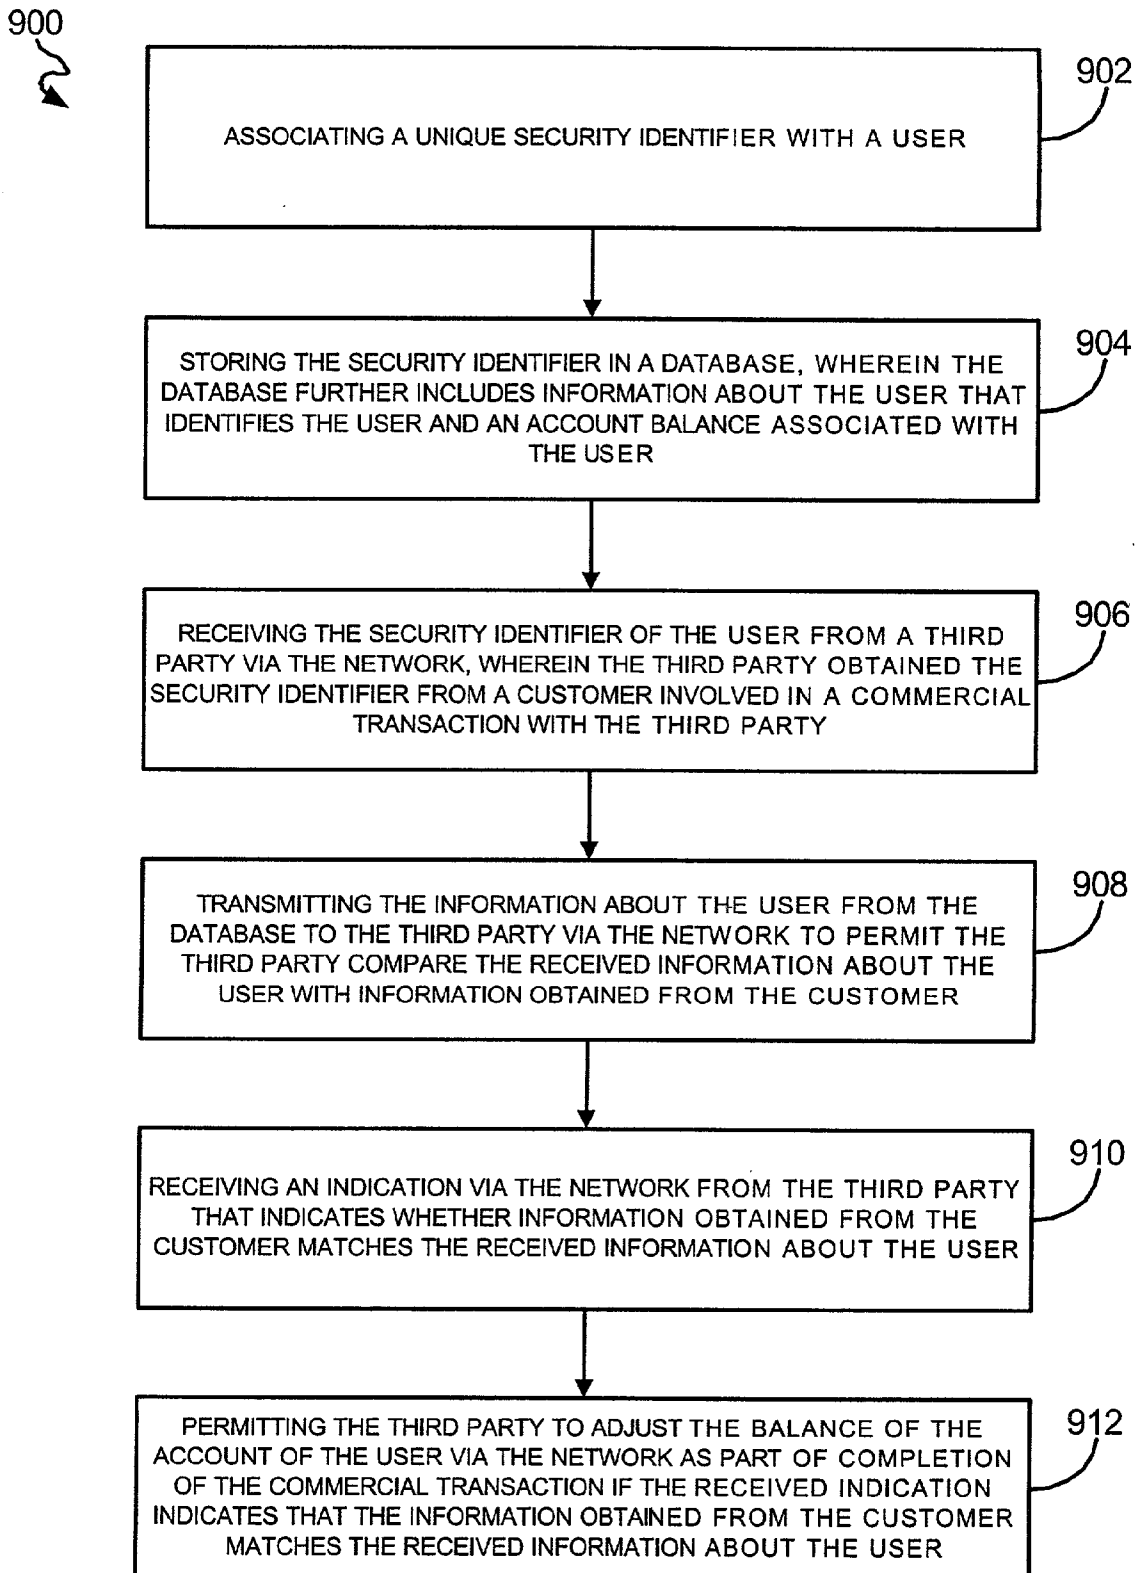 900
902
ASSOCIATING A UNIQUE SECURITY IDENTIFIER WITH A USER
904
STORING THE SECURITY IDENTIFIER IN A DATABASE, WHEREIN THE
DATABASE FURTHER INCLUDES INFORMATION ABOUT THE USER THAT
IDENTIFIES THE USER AND AN ACCOUNT BALANCE ASSOCIATED WITH
THE USER
906
RECEIVING THE SECURITY IDENTIFIER OF THE USER FROM A THIRD
PARTY VIA THE NETWORK, WHEREIN THE THIRD PARTY OBTAINED THE
SECURITY IDENTIFIER FROM A CUSTOMER INVOLVED IN A COMMERCIAL
TRANSACTION WITH THE THIRD PARTY
908
TRANSMITTING THE INFORMATION ABOUT THE USER FROM THE
DATABASE TO THE THIRD PARTY VIA THE NETWORK TO PERMIT THE
THIRD PARTY COMPARE THE RECEIVED INFORMATION ABOUT THE
USER WITH INFORMATION OBTAINED FROM THE CUSTOMER
910
RECEIVING AN INDICATION VIA THE NETWORK FROM THE THIRD PARTY
THAT INDICATES WHETHER INFORMATION OBTAINED FROM THE
CUSTOMER MATCHES THE RECEIVED INFORMATION ABOUT THE USER
912
PERMITTING THE THIRD PARTY TO ADJUST THE BALANCE OF THE
ACCOUNT OF THE USER VIA THE NETWORK AS PART OF COMPLETION
OF THE COMMERCIAL TRANSACTION IF THE RECEIVED INDICATION
INDICATES THAT THE INFORMATION OBTAINED FROM THE CUSTOMER
MATCHES THE RECEIVED INFORMATION ABOUT THE USER